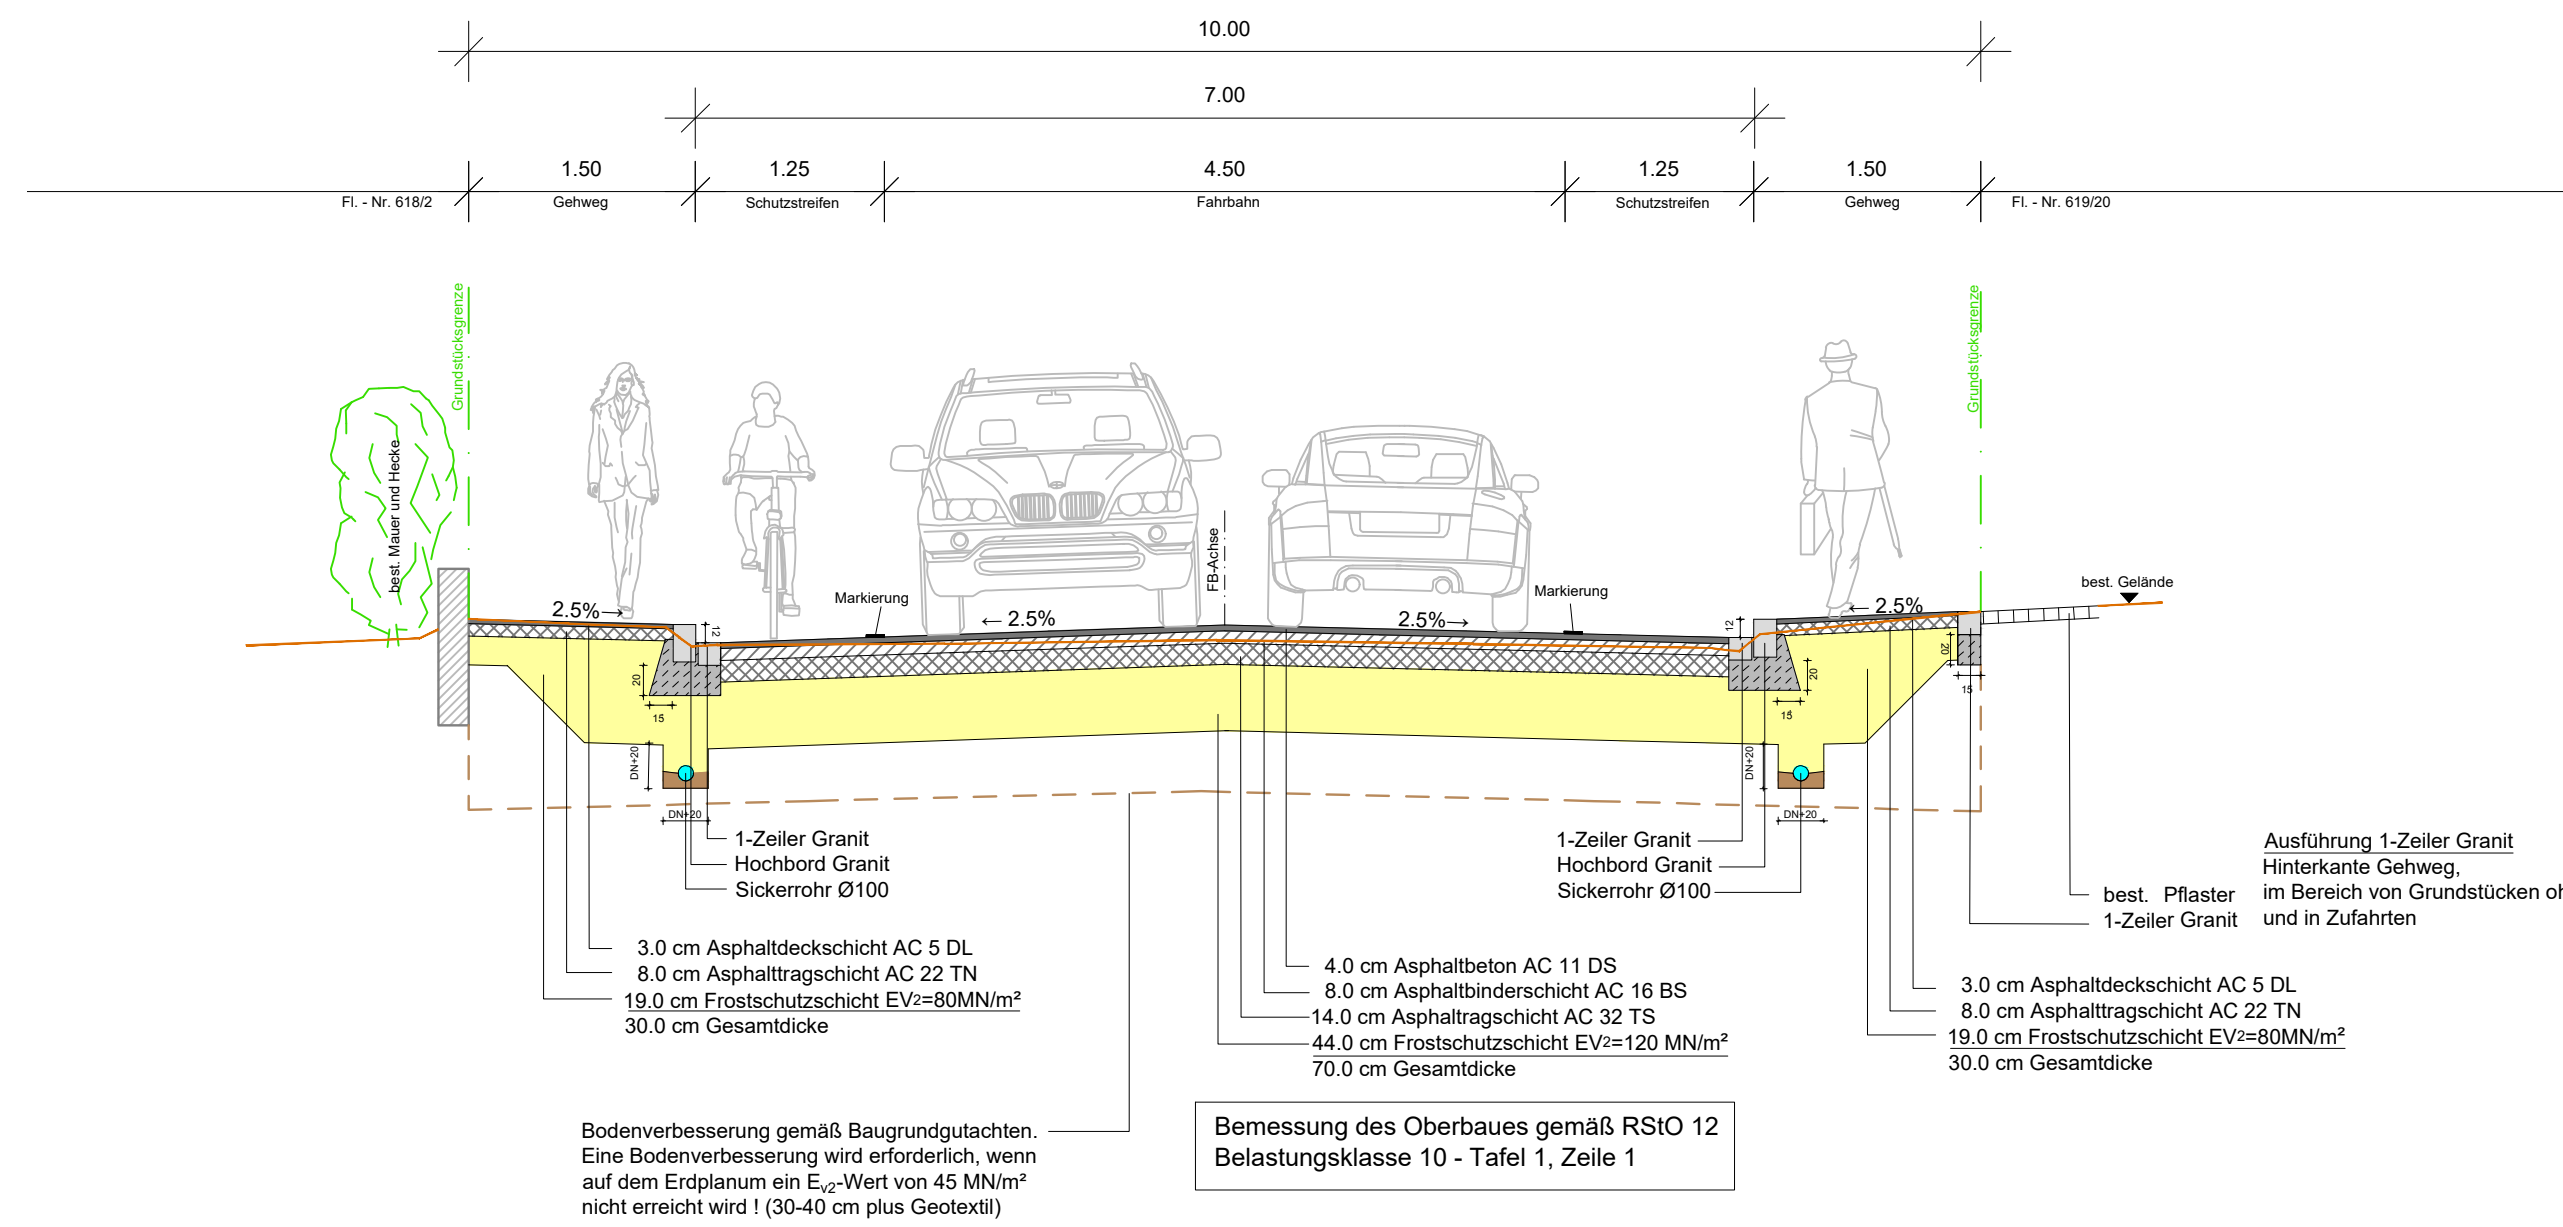 10.00
7.00
1.50
1.25
4.50
1.25
1.50
Fl. - Nr. 618/2
Gehweg
Schutzstreifen
Fahrbahn
Schutzstreifen
Gehweg
Fl. - Nr. 619/20
Grundstücksgrenze
Grundstücksgrenze
best. Mauer und Hecke
FB-Achse
2.5%→
Markierung
← 2.5%
2.5%→
Markierung
← 2.5%
best. Gelände
12
12
20
15
20
15
20
15
DN+20
DN+20
DN+20
DN+20
1-Zeiler Granit
Hochbord Granit
Sickerrohr Ø100
1-Zeiler Granit
Hochbord Granit
Sickerrohr Ø100
best. Pflaster
1-Zeiler Granit
Ausführung 1-Zeiler Granit
Hinterkante Gehweg,
im Bereich von Grundstücken
und in Zufahrten
3.0 cm Asphaltdeckschicht AC 5 DL
8.0 cm Asphalttragschicht AC 22 TN
19.0 cm Frostschutzschicht EV2=80MN/m²
30.0 cm Gesamtdicke
4.0 cm Asphaltbeton AC 11 DS
8.0 cm Asphaltbinderschicht AC 16 BS
14.0 cm Asphaltragschicht AC 32 TS
44.0 cm Frostschutzschicht EV2=120 MN/m²
70.0 cm Gesamtdicke
3.0 cm Asphaltdeckschicht AC 5 DL
8.0 cm Asphalttragschicht AC 22 TN
19.0 cm Frostschutzschicht EV2=80MN/m²
30.0 cm Gesamtdicke
Bodenverbesserung gemäß Baugrundgutachten.
Eine Bodenverbesserung wird erforderlich, wenn
auf dem Erdplanum ein Ev2-Wert von 45 MN/m²
nicht erreicht wird ! (30-40 cm plus Geotextil)
Bemessung des Oberbaues gemäß RStO 12
Belastungsklasse 10 - Tafel 1, Zeile 1